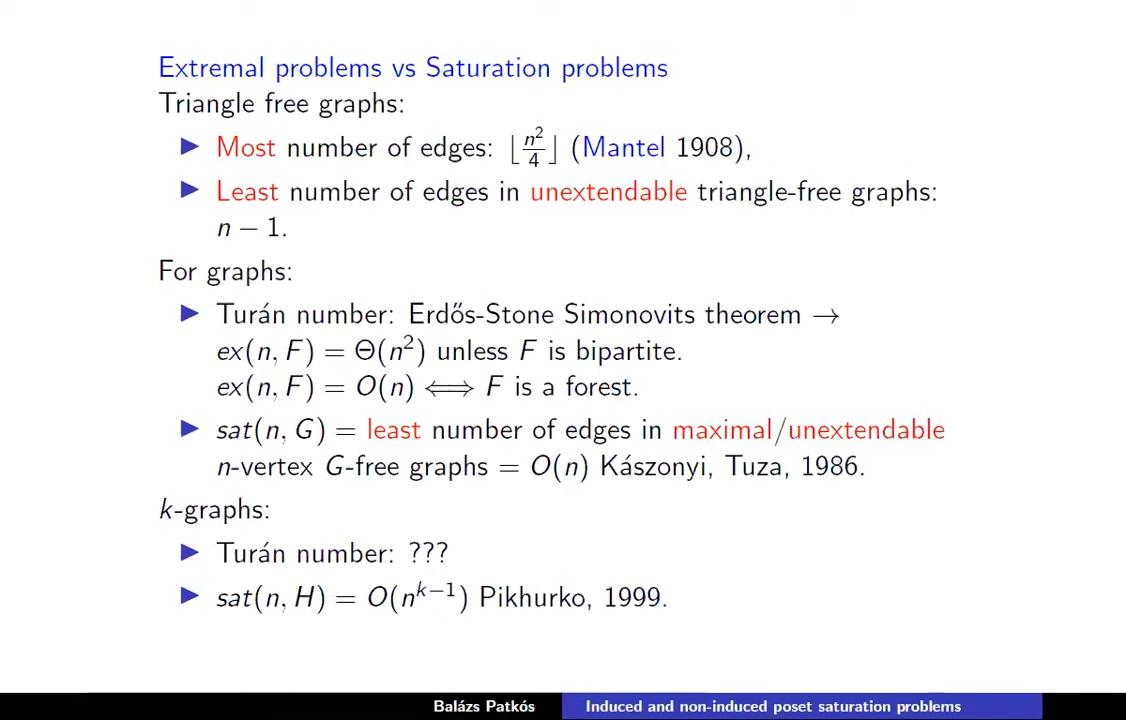 Extremal problems vs Saturation problems
Triangle free graphs:
▶ Most number of edges: ⌊n²/4⌋ (Mantel 1908),
▶ Least number of edges in unextendable triangle-free graphs:
n − 1.
For graphs:
▶ Turán number: Erdős-Stone Simonovits theorem →
ex(n, F) = Θ(n²) unless F is bipartite.
ex(n, F) = O(n) ⟺ F is a forest.
▶ sat(n, G) = least number of edges in maximal/unextendable
n-vertex G-free graphs = O(n) Kászonyi, Tuza, 1986.
k-graphs:
▶ Turán number: ???
▶ sat(n, H) = O(n^{k−1}) Pikhurko, 1999.
Balázs Patkós Induced and non-induced poset saturation problems